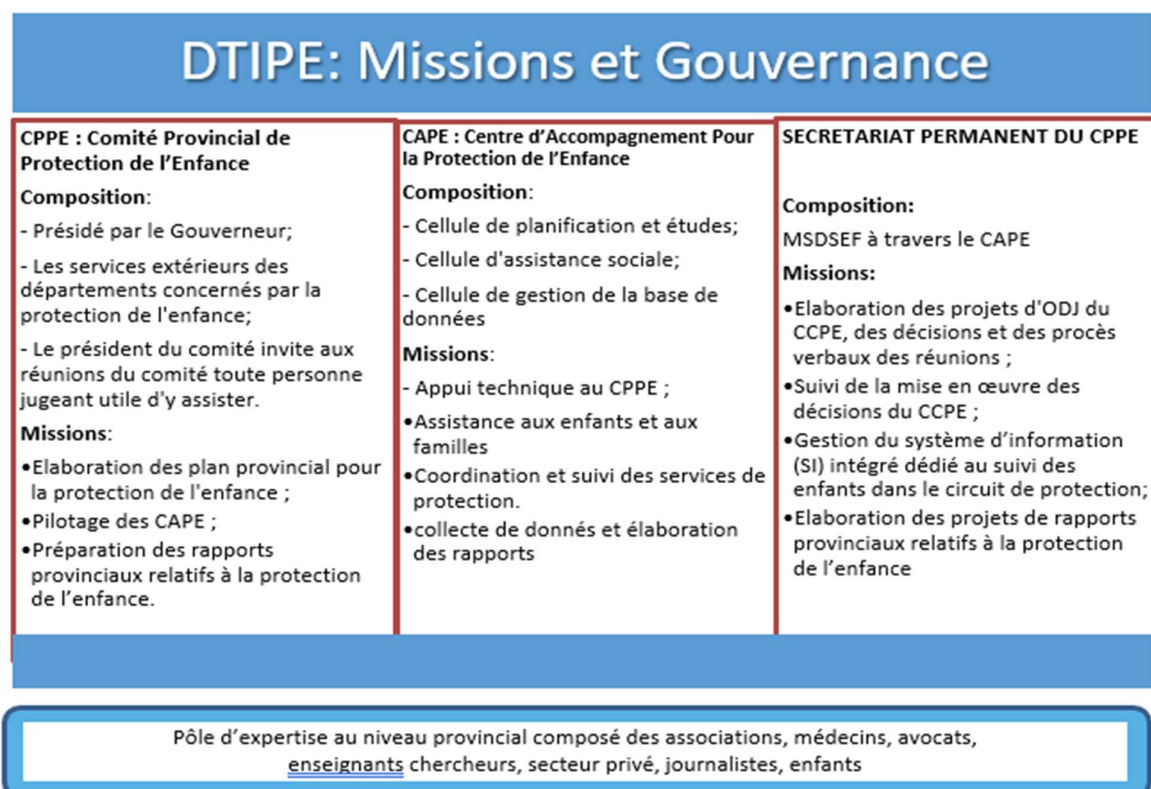 DTIPE: Missions et Gouvernance
CPPE : Comité Provincial de
Protection de l'Enfance
Composition:
- Présidé par le Gouverneur;
- Les services extérieurs des
départements concernés par la
protection de l'enfance;
- Le président du comité invite aux
réunions du comité toute personne
jugeant utile d'y assister.
Missions:
•Elaboration des plan provincial pour
la protection de l'enfance ;
•Pilotage des CAPE ;
•Préparation des rapports
provinciaux relatifs à la protection
de l'enfance.
CAPE : Centre d'Accompagnement Pour
la Protection de l'Enfance
Composition:
- Cellule de planification et études;
- Cellule d'assistance sociale;
- Cellule de gestion de la base de
données
Missions:
- Appui technique au CPPE ;
•Assistance aux enfants et aux
familles
•Coordination et suivi des services de
protection.
•collecte de donnés et élaboration
des rapports
SECRETARIAT PERMANENT DU CPPE
Composition:
MSDSEF à travers le CAPE
Missions:
•Elaboration des projets d'ODJ du
CCPE, des décisions et des procès
verbaux des réunions ;
•Suivi de la mise en œuvre des
décisions du CCPE ;
•Gestion du système d'information
(SI) intégré dédié au suivi des
enfants dans le circuit de protection;
•Elaboration des projets de rapports
provinciaux relatifs à la protection
de l'enfance
Pôle d'expertise au niveau provincial composé des associations, médecins, avocats,
enseignants chercheurs, secteur privé, journalistes, enfants